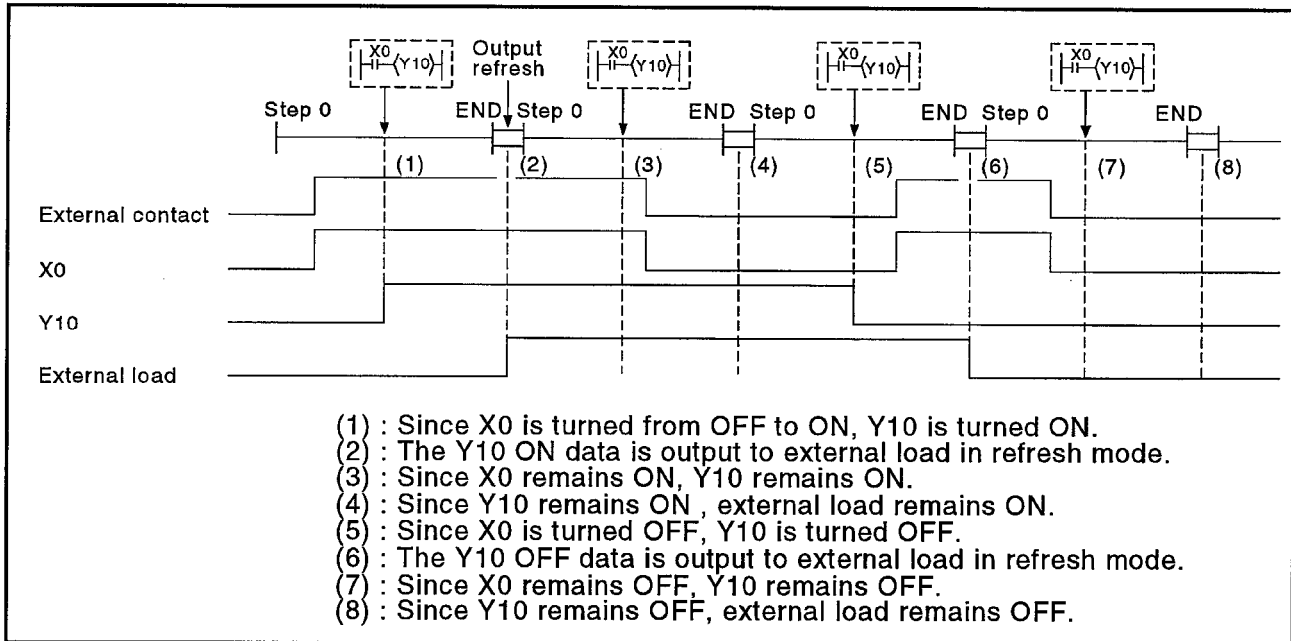 X0 Output X0 X0 X0
(Y10) refresh (Y10) (Y10) (Y10)
Step 0 END Step 0 END Step 0 END Step 0 END
(1) (2) (3) (4) (5) (6) (7) (8)
External contact
X0
Y10
External load
(1) : Since X0 is turned from OFF to ON, Y10 is turned ON.
(2) : The Y10 ON data is output to external load in refresh mode.
(3) : Since X0 remains ON, Y10 remains ON.
(4) : Since Y10 remains ON , external load remains ON.
(5) : Since X0 is turned OFF, Y10 is turned OFF.
(6) : The Y10 OFF data is output to external load in refresh mode.
(7) : Since X0 remains OFF, Y10 remains OFF.
(8) : Since Y10 remains OFF, external load remains OFF.